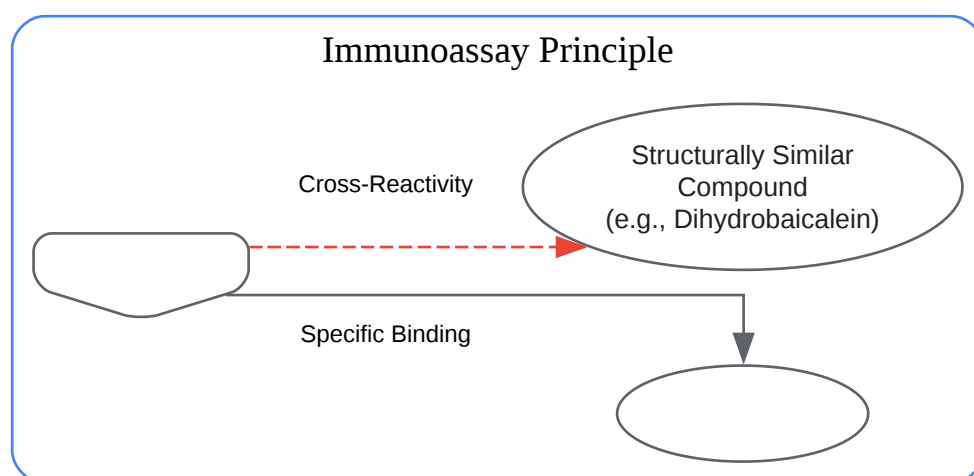 Immunoassay Principle
Structurally Similar
Compound
(e.g., Dihydrobaicalein)
Cross-Reactivity
Specific Binding